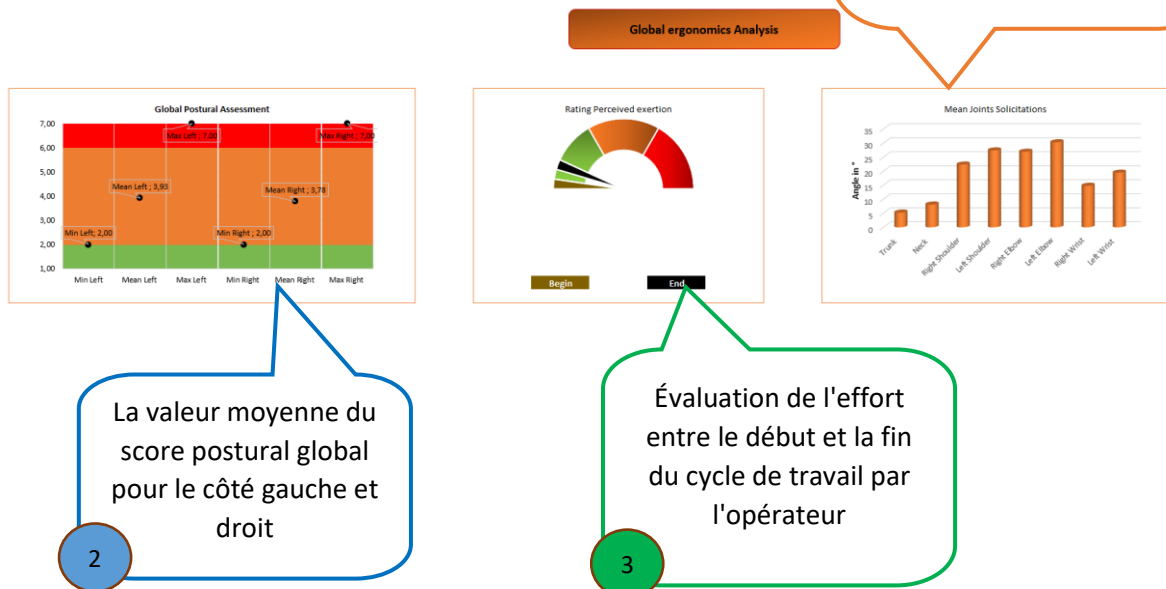 Global ergonomics Analysis
Global Postural Assessment
7,00
6,00
5,00
4,00
3,00
2,00
1,00
Min Left; 2,00
Mean Left ; 3,93
Max Left ; 7,00
Min Right ; 2,00
Mean Right ; 3,78
Max Right ; 7,00
Min Left
Mean Left
Max Left
Min Right
Mean Right
Max Right
Rating Perceived exertion
Begin
End
Mean Joints Solicitations
Angle in °
35
30
25
20
15
10
5
0
Trunk
Neck
Right Shoulder
Left Shoulder
Right Elbow
Left Elbow
Right Wrist
Left Wrist
La valeur moyenne du
score postural global
pour le côté gauche et
droit
2
Évaluation de l'effort
entre le début et la fin
du cycle de travail par
l'opérateur
3